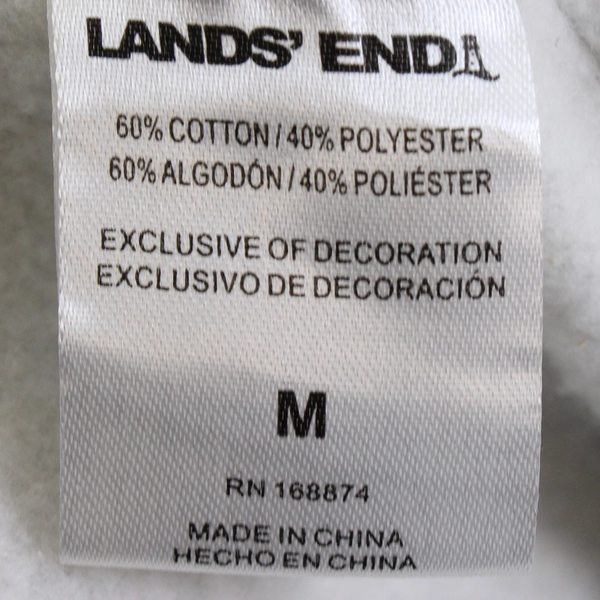 LANDS' END
60% COTTON / 40% POLYESTER
60% ALGODÓN / 40% POLIÉSTER
EXCLUSIVE OF DECORATION
EXCLUSIVO DE DECORACIÓN
M
RN 168874
MADE IN CHINA
HECHO EN CHINA